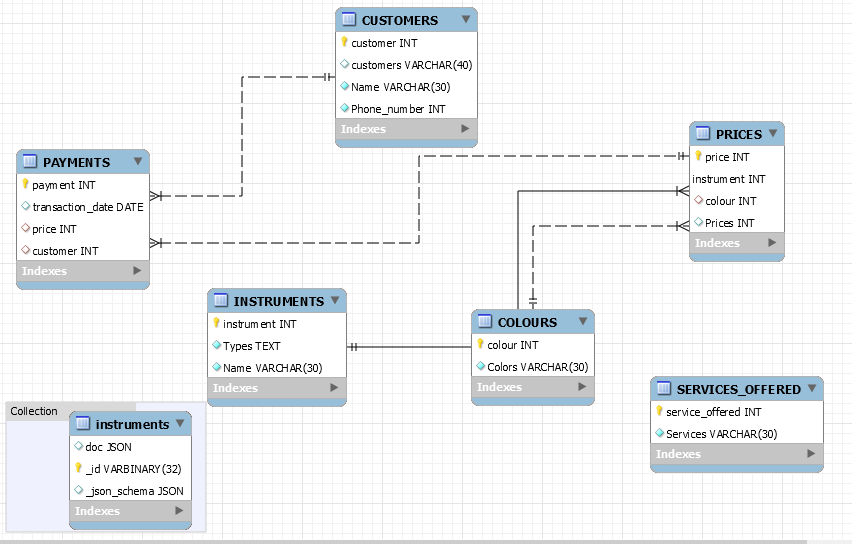 CUSTOMERS
customer INT
customers VARCHAR(40)
Name VARCHAR(30)
Phone_number INT
Indexes
PRICES
price INT
instrument INT
colour INT
Prices INT
Indexes
PAYMENTS
payment INT
transaction_date DATE
price INT
customer INT
Indexes
INSTRUMENTS
instrument INT
Types TEXT
Name VARCHAR(30)
Indexes
COLOURS
colour INT
Colors VARCHAR(30)
Indexes
SERVICES_OFFERED
service_offered INT
Services VARCHAR(30)
Indexes
Collection
instruments
doc JSON
_id VARBINARY(32)
_json_schema JSON
Indexes